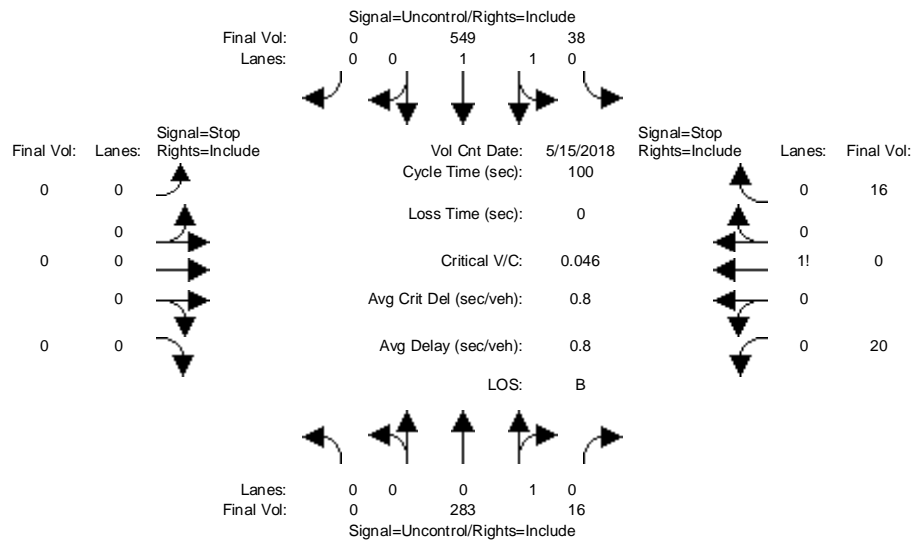 Signal=Uncontrol/Rights=Include
Final Vol: 0 549 38
Lanes: 0 0 1 1 0
Signal=Stop
Final Vol: Lanes: Rights=Include
Vol Cnt Date: 5/15/2018
Signal=Stop
Rights=Include Lanes: Final Vol:
Cycle Time (sec): 100
0 0
0 16
Loss Time (sec): 0
0
0
0 0
Critical V/C: 0.046
1! 0
0
Avg Crit Del (sec/veh): 0.8
0
0 0
Avg Delay (sec/veh): 0.8
0 20
LOS: B
Lanes: 0 0 0 1 0
Final Vol: 0 283 16
Signal=Uncontrol/Rights=Include